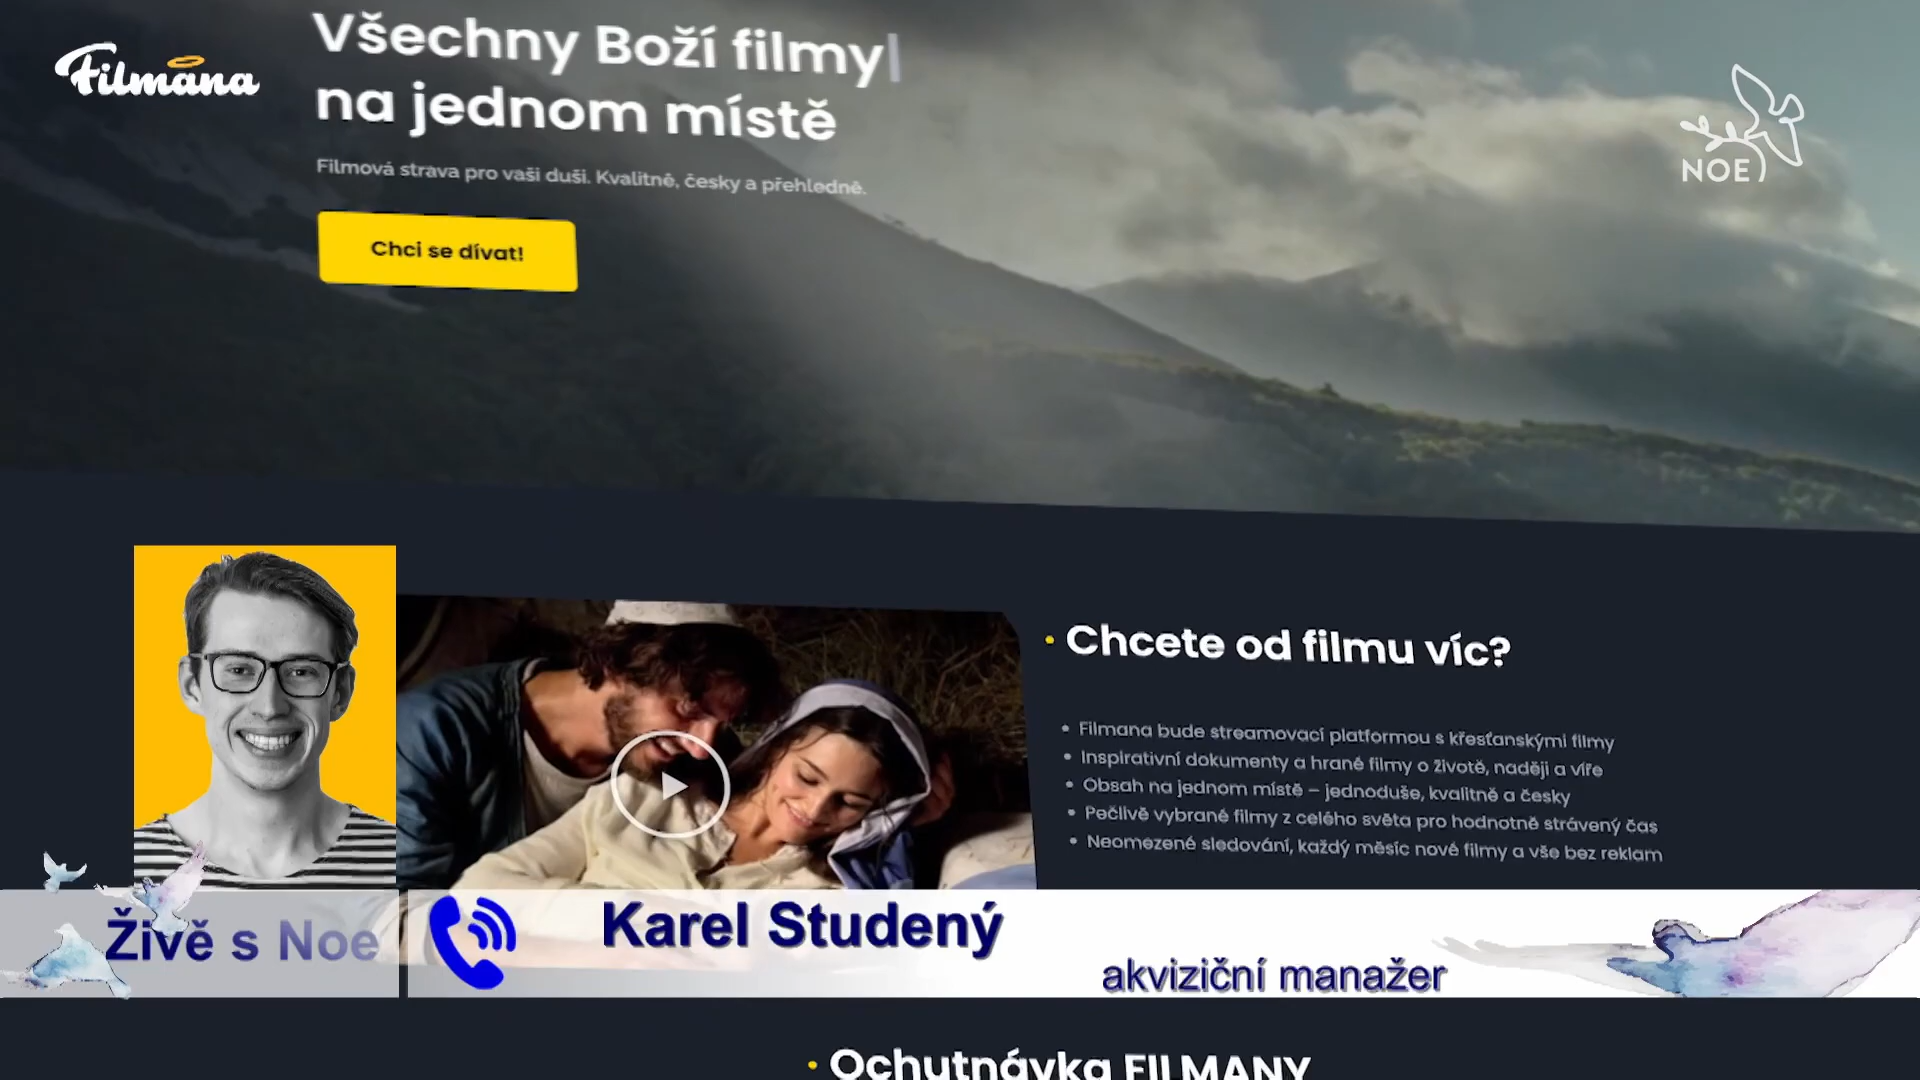 Filmana
Všechny Boží filmy
na jednom místě
Filmová strava pro vaši duši. Kvalitně, česky a přehledně.
Chci se dívat!
NOE
Chcete od filmu víc?
Filmana bude streamovací platformou s křesťanskými filmy
Inspirativní dokumenty a hrané filmy o životě, naději a víře
Obsah na jednom místě – jednoduše, kvalitně a česky
Pečlivě vybrané filmy z celého světa pro hodnotně strávený čas
Neomezené sledování, každý měsíc nové filmy a vše bez reklam
Živě s Noe
Karel Studený
akviziční manažer
Ochutnávka FILMANY